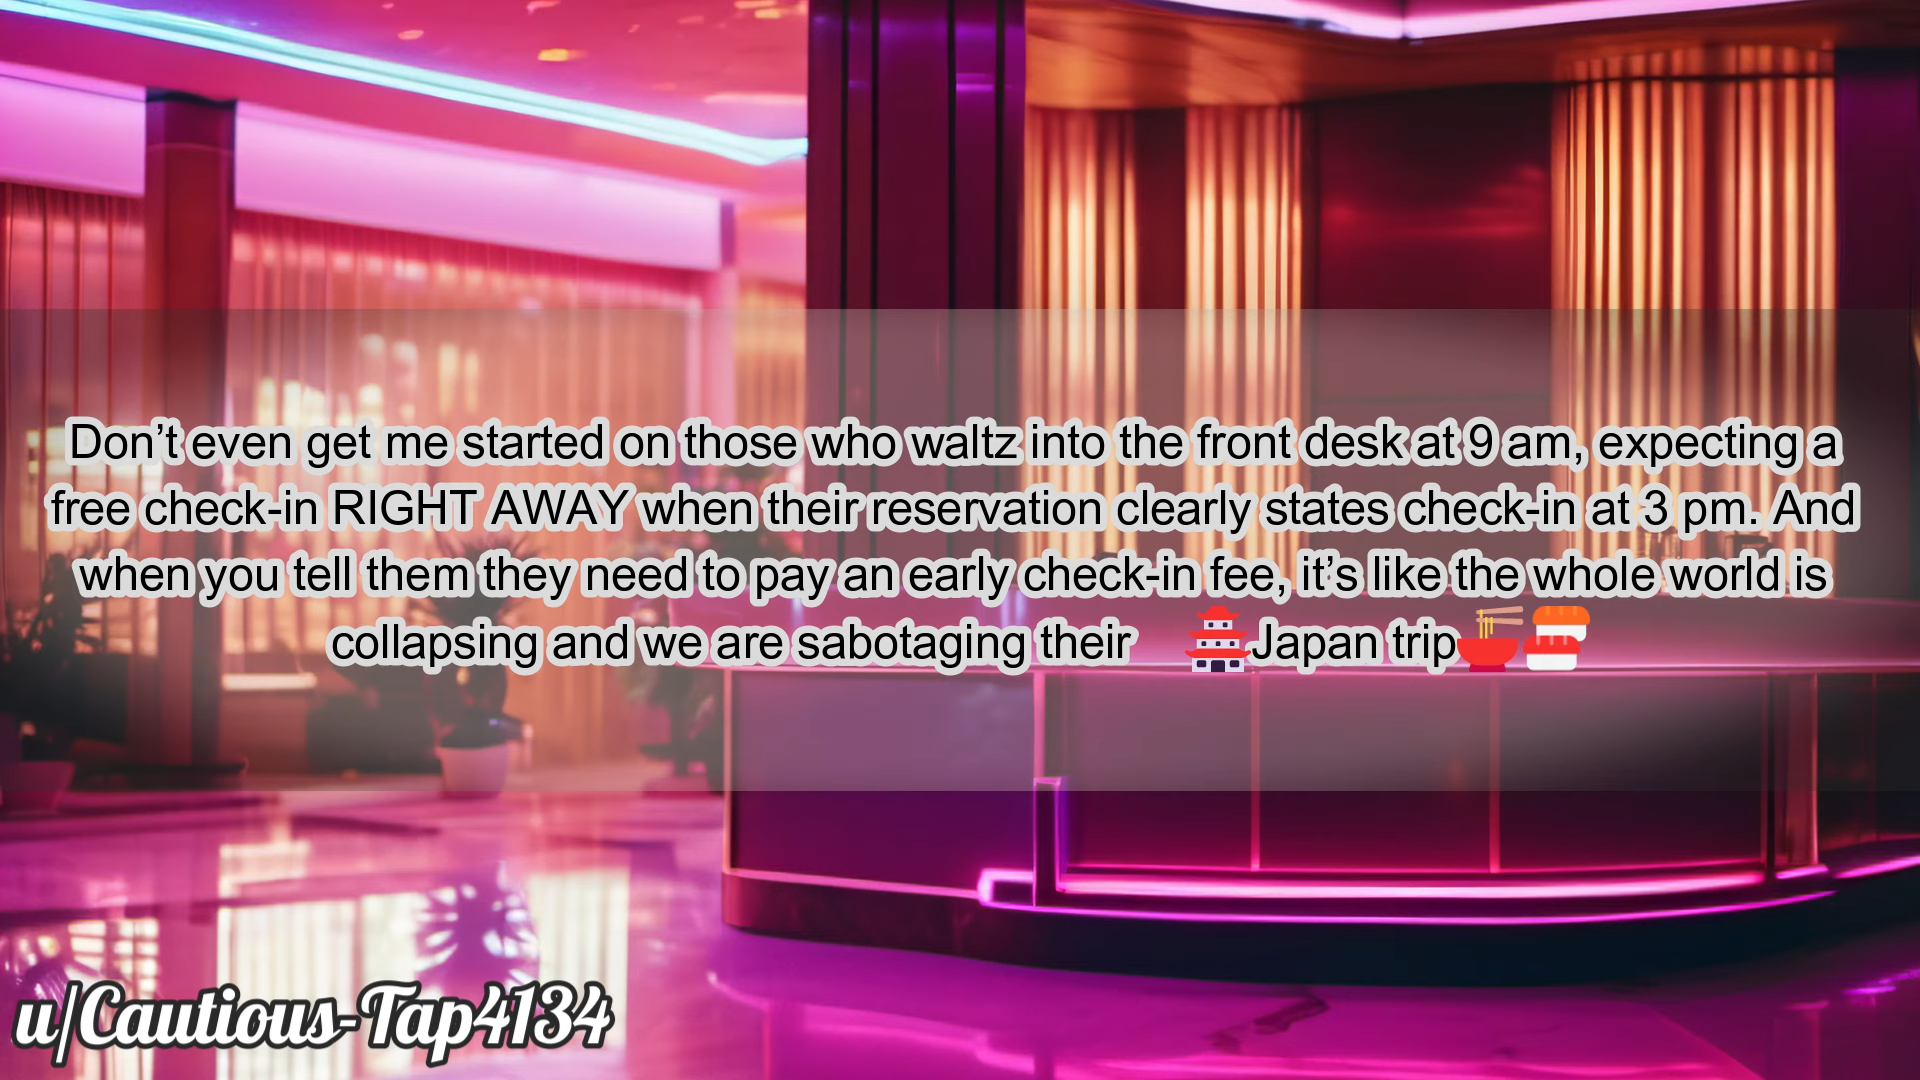 Don’t even get me started on those who waltz into the front desk at 9 am, expecting a
free check-in RIGHT AWAY when their reservation clearly states check-in at 3 pm. And
when you tell them they need to pay an early check-in fee, it’s like the whole world is
collapsing and we are sabotaging their 🏯Japan trip🍜🍣
u/Cautious-Tap4134